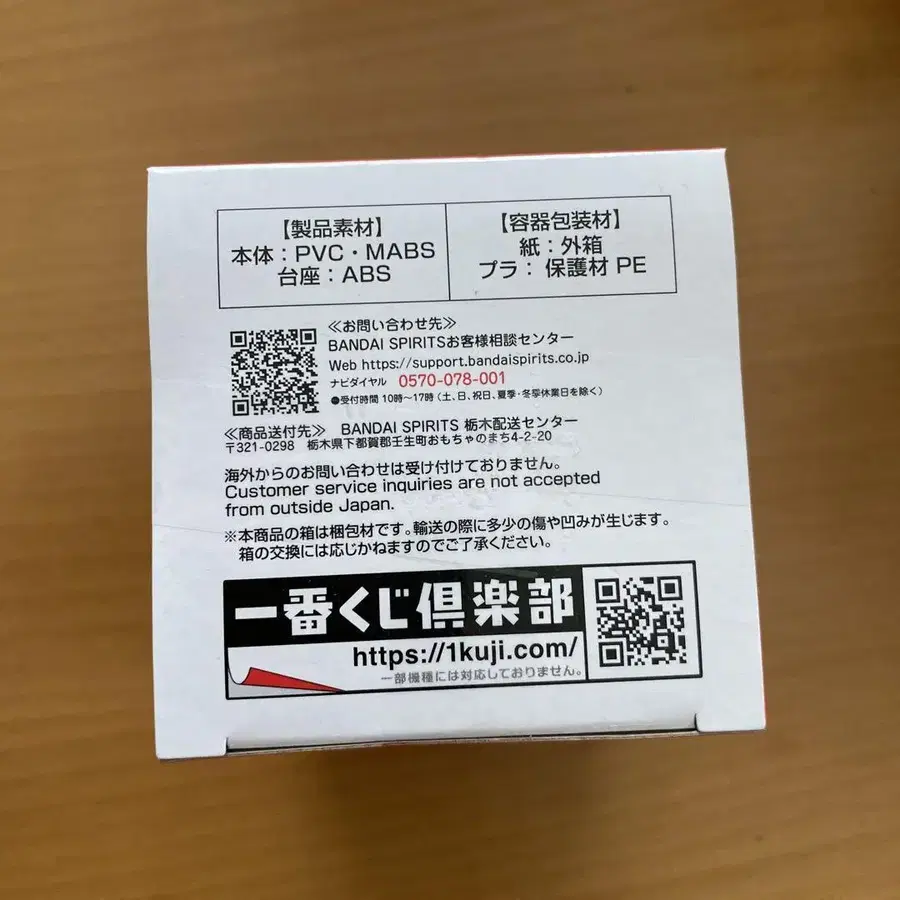 【製品素材】
本体：PVC・MABS
台座：ABS
【容器包装材】
紙：外箱
プラ：保護材 PE
≪お問い合わせ先≫
BANDAI SPIRITSお客様相談センター
Web https://support.bandaispirits.co.jp
ナビダイヤル 0570-078-001
●受付時間 10時～17時（土、日、祝日、夏季・冬季休業日を除く）
≪商品送付先≫ BANDAI SPIRITS 栃木配送センター
〒321-0298 栃木県下都賀郡壬生町おもちゃのまち4-2-20
海外からのお問い合わせは受け付けておりません。
Customer service inquiries are not accepted
from outside Japan.
※本商品の箱は梱包材です。輸送の際に多少の傷や凹みが生じます。
箱の交換には応じかねますのでご了承ください。
一番くじ倶楽部
https://1kuji.com/
一部機種には対応しておりません。